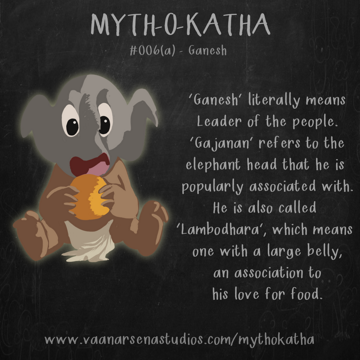 MYTH-O-KATHA
#006(a) - Ganesh
'Ganesh' literally means
Leader of the people.
'Gajanan' refers to the
elephant head that he is
popularly associated with.
He is also called
'Lambodhara', which means
one with a large belly,
an association to
his love for food.
www.vaanarsenastudios.com/mythokatha